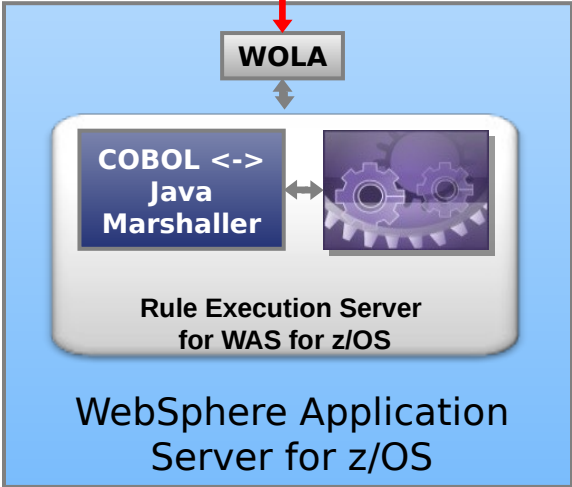 WOLA
COBOL <->
Java
Marshaller
Rule Execution Server
for WAS for z/OS
WebSphere Application
Server for z/OS